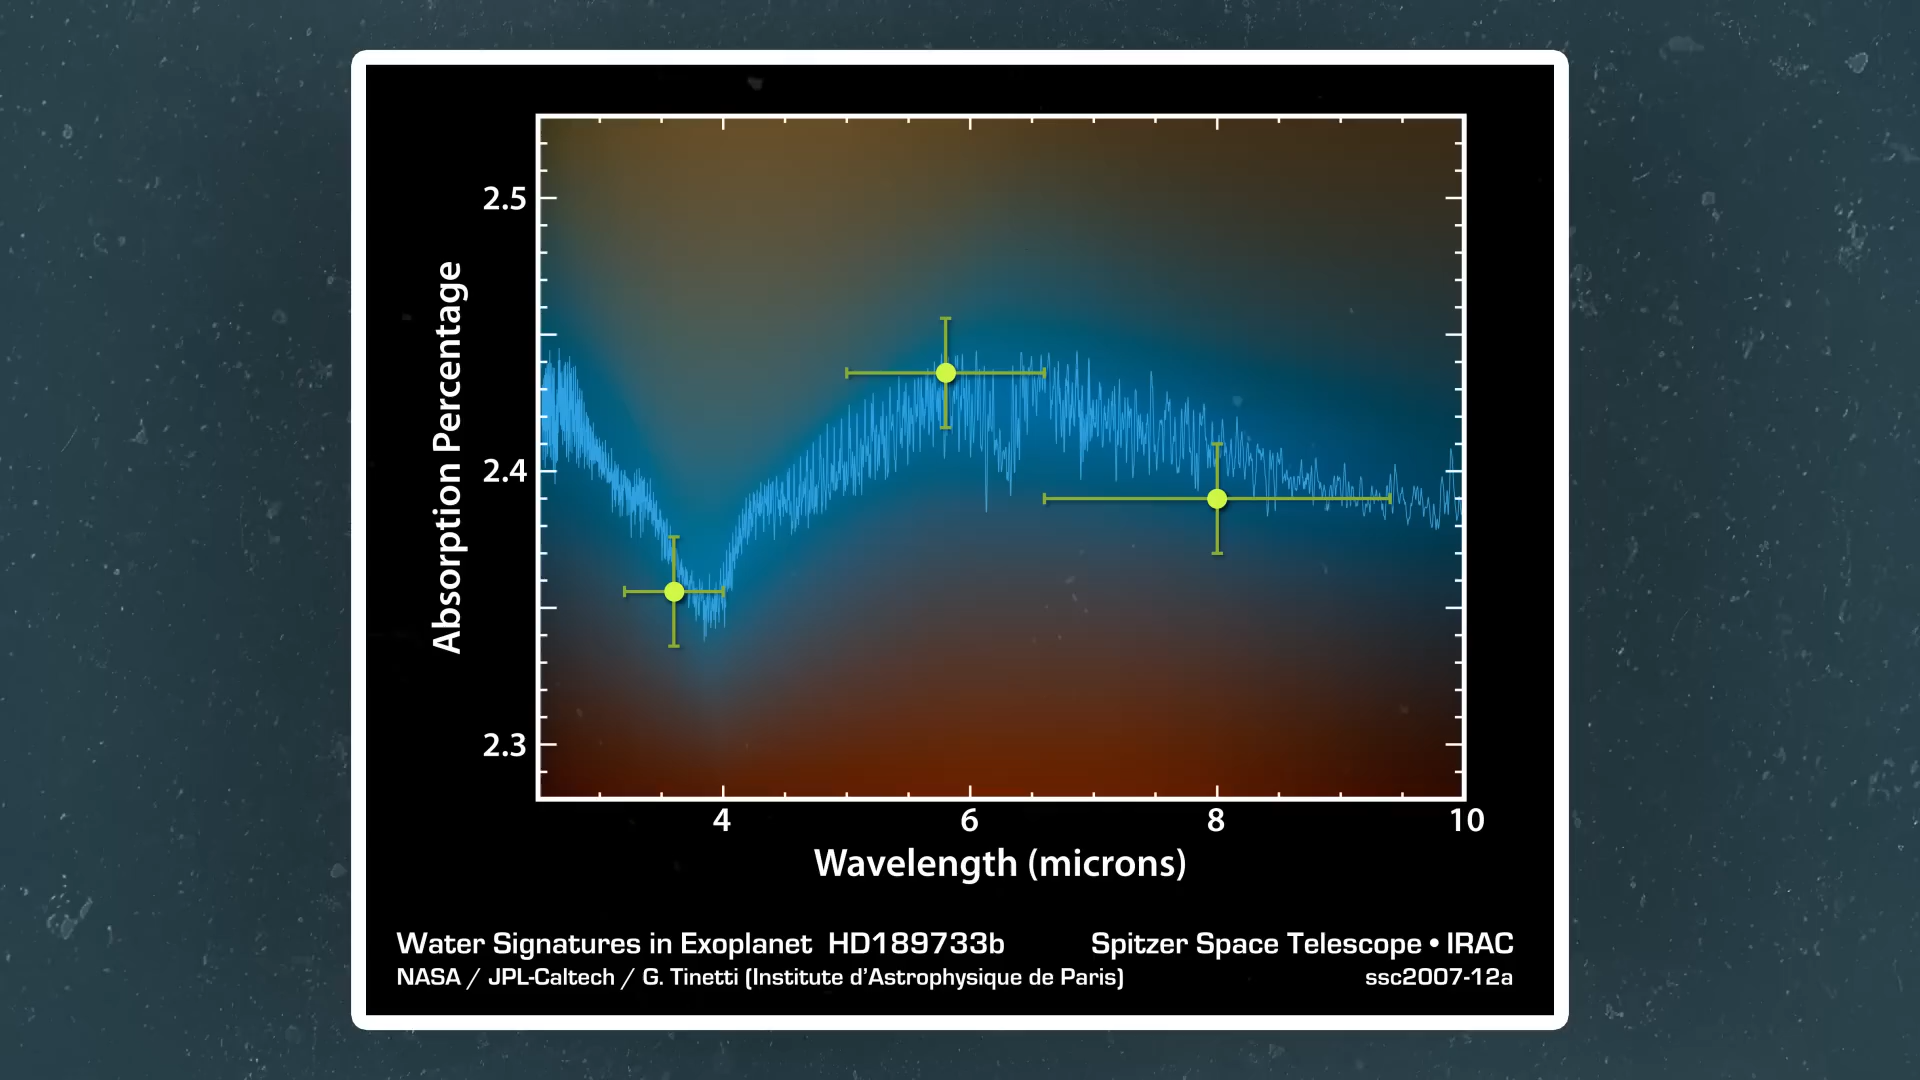 2.5
2.4
2.3
Absorption Percentage
4 6 8 10
Wavelength (microns)
Water Signatures in Exoplanet HD189733b
Spitzer Space Telescope • IRAC
NASA / JPL-Caltech / G. Tinetti (Institute d'Astrophysique de Paris)
ssc2007-12a